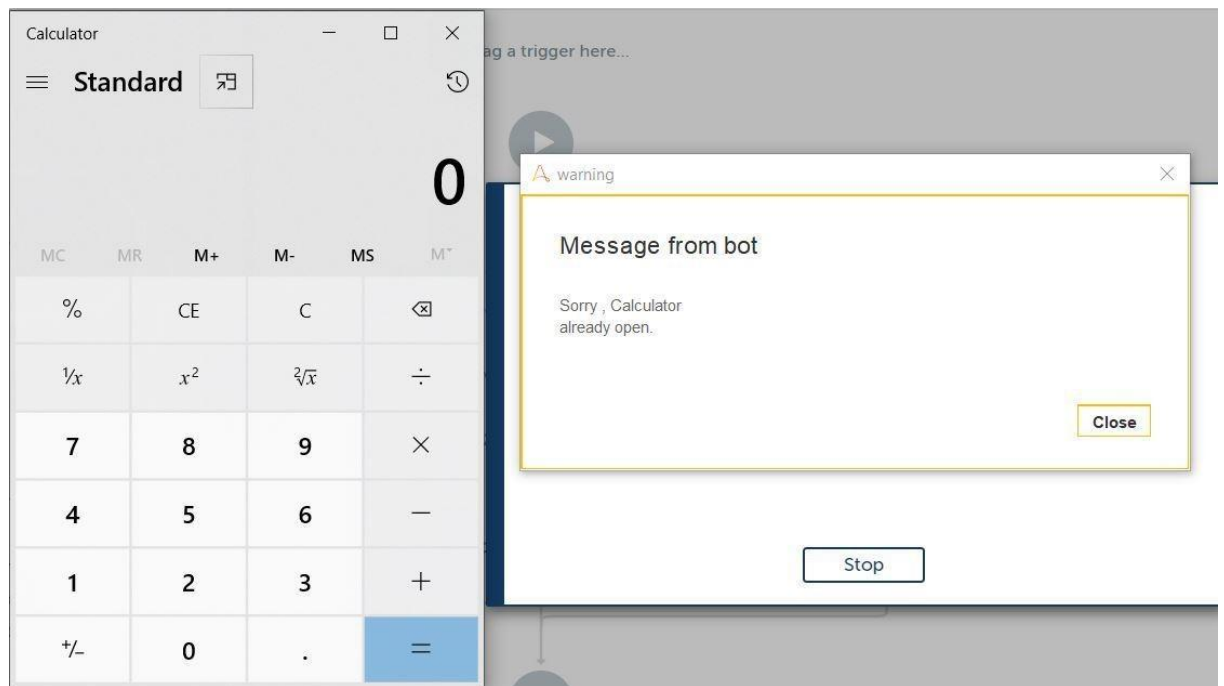 Calculator
Standard
0
MC MR M+ M- MS M˅
% CE C
¹/x x² ²√x ÷
7 8 9 ×
4 5 6 −
1 2 3 +
+/− 0 . =
ag a trigger here...
warning
Message from bot
Sorry , Calculator
already open.
Close
Stop